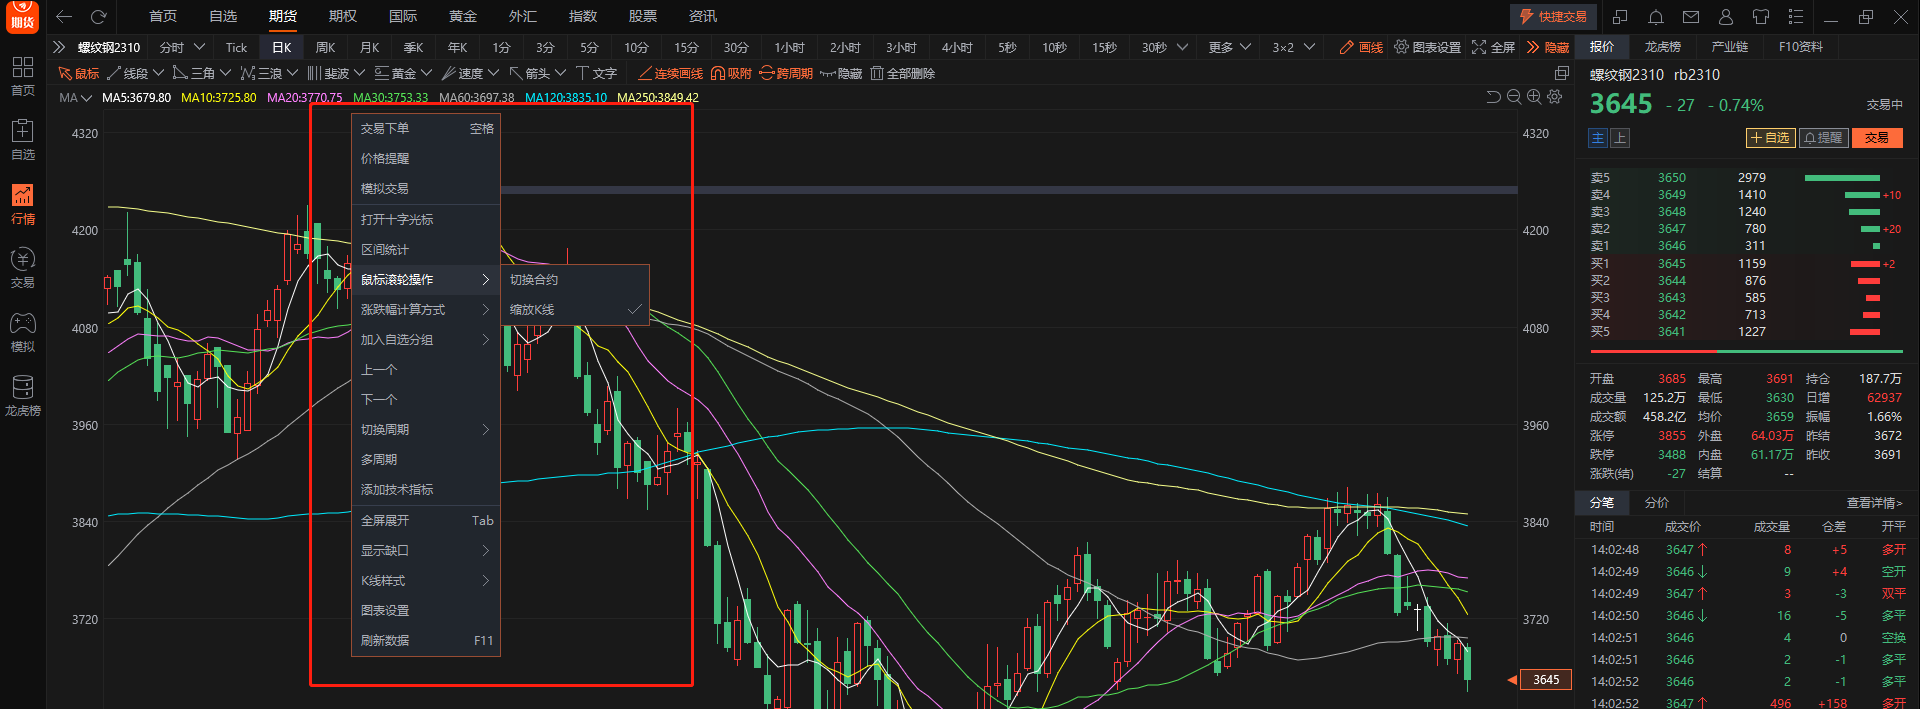 期货
首页 自选 期货 期权 国际 黄金 外汇 指数 股票 资讯 快捷交易
螺纹钢2310 分时 Tick 日K 周K 月K 季K 年K 1分 3分 5分 10分 15分 30分 1小时 2小时 3小时 4小时 5秒 10秒 15秒 30秒 更多 3×2 画线 图表设置 全屏 隐藏
鼠标 线段 三角 三浪 斐波 黄金 速度 箭头 文字 连续画线 吸附 跨周期 隐藏 全部删除
MA MA5:3679.80 MA10:3725.80 MA20:3770.75 MA30:3753.33 MA60:3697.38 MA120:3835.10 MA250:3849.42
首页
自选
行情
交易
模拟
龙虎榜
4320
4200
4080
3960
3840
3720
交易下单 空格
价格提醒
模拟交易
打开十字光标
区间统计
鼠标滚轮操作
涨跌幅计算方式
加入自选分组
上一个
下一个
切换周期
多周期
添加技术指标
全屏展开 Tab
显示缺口
K线样式
图表设置
刷新数据 F11
切换合约
缩放K线
4320
4200
4080
3960
3840
3720
3645
报价 龙虎榜 产业链 F10资料
螺纹钢2310 rb2310
3645 - 27 - 0.74% 交易中
主 上 +自选 提醒 交易
卖5 3650 2979
卖4 3649 1410 +10
卖3 3648 1240
卖2 3647 780 +20
卖1 3646 311
买1 3645 1159 +2
买2 3644 876
买3 3643 585
买4 3642 713
买5 3641 1227
开盘 3685 最高 3691 持仓 187.7万
成交量 125.2万 最低 3630 日增 62937
成交额 458.2亿 均价 3659 振幅 1.66%
涨停 3855 外盘 64.03万 昨结 3672
跌停 3488 内盘 61.17万 昨收 3691
涨跌(结) -27 结算 --
分笔 分价 查看详情>
时间 成交价 成交量 仓差 开平
14:02:48 3647↑ 8 +5 多开
14:02:49 3646↓ 9 +4 空开
14:02:49 3647↑ 3 -3 双平
14:02:50 3646↓ 16 -5 多平
14:02:51 3646 4 0 空换
14:02:51 3646 2 -1 多平
14:02:52 3646 2 -1 多平
14:02:52 3647↑ 496 +158 多开